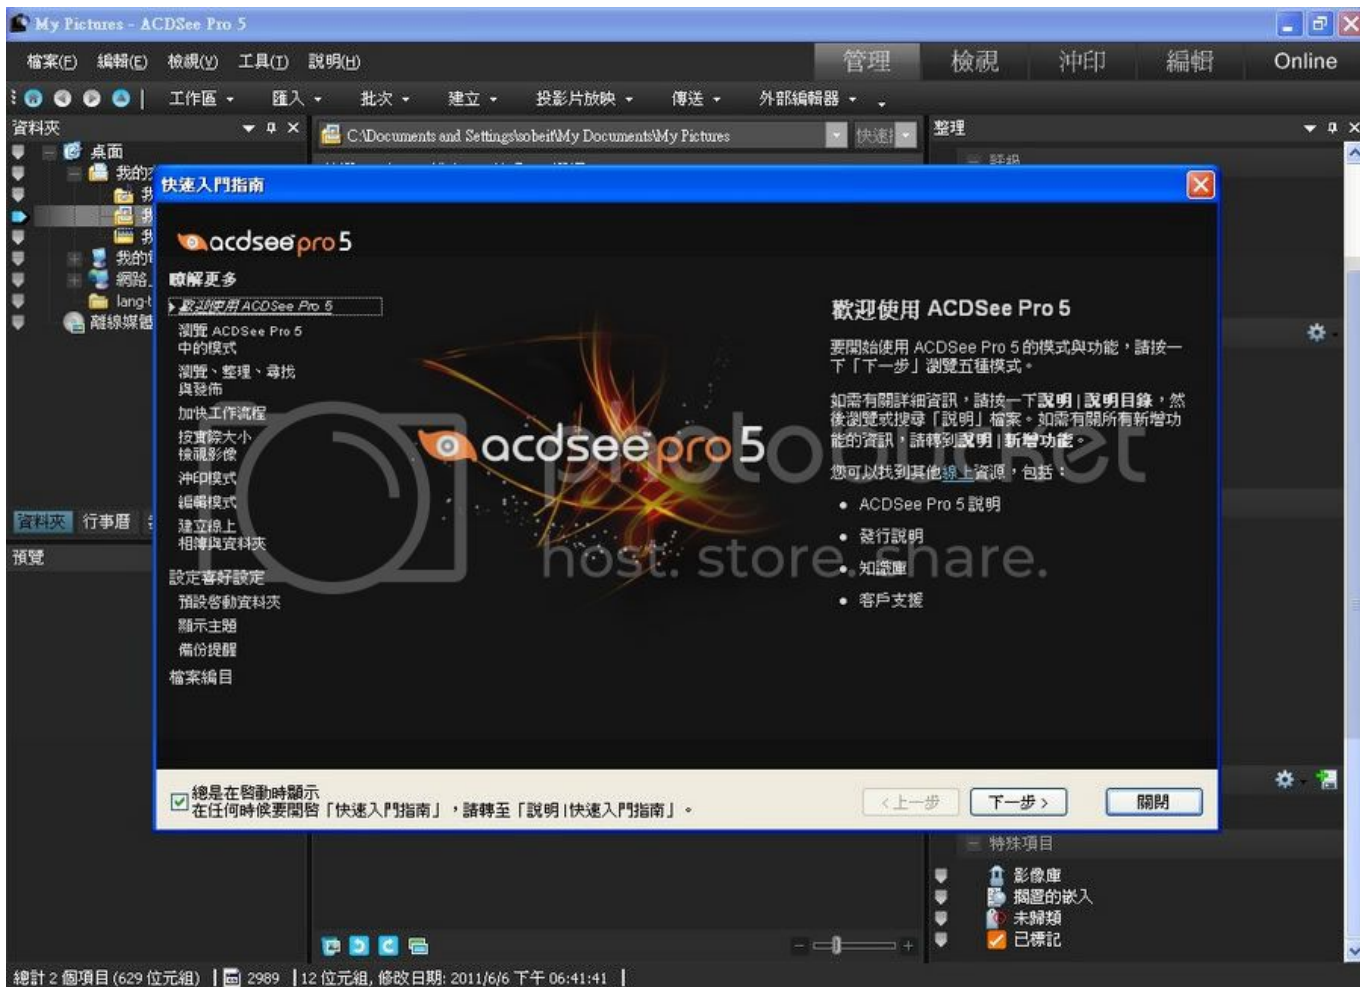 My Pictures - ACDSee Pro 5
檔案(F) 編輯(E) 檢視(V) 工具(T) 說明(H)
管理 檢視 沖印 編輯 Online
工作區 匯入 批次 建立 投影片放映 傳送 外部編輯器
資料夾
C:\Documents and Settings\sobeit\My Documents\My Pictures
快速
整理
桌面
我的
我的
網路
lang-t
離線媒體
快速入門指南
acdsee pro 5
瞭解更多
歡迎使用 ACDSee Pro 5
瀏覽 ACDSee Pro 5
中的模式
瀏覽、整理、尋找
與發佈
加快工作流程
按實際大小
檢視影像
沖印模式
編輯模式
建立線上
相簿與資料夾
設定喜好設定
預設啓動資料夾
顯示主題
備份提醒
檔案編目
acdsee pro 5
歡迎使用 ACDSee Pro 5
要開始使用 ACDSee Pro 5 的模式與功能，請按一
下「下一步」瀏覽五種模式。
如需有關詳細資訊，請按一下說明 | 說明目錄，然
後瀏覽或搜尋「說明」檔案。如需有關所有新增功
能的資訊，請轉到說明 | 新增功能。
您可以找到其他線上資源，包括：
• ACDSee Pro 5 說明
• 發行說明
• 知識庫
• 客戶支援
photobucket
host. store. share.
總是在啓動時顯示
在任何時候要開啓「快速入門指南」，請轉至「說明 | 快速入門指南」。
<上一步 下一步> 關閉
資料夾 行事曆
預覽
特殊項目
影像庫
擱置的嵌入
未歸類
已標記
總計 2 個項目 (629 位元組) 2989 12 位元組, 修改日期: 2011/6/6 下午 06:41:41